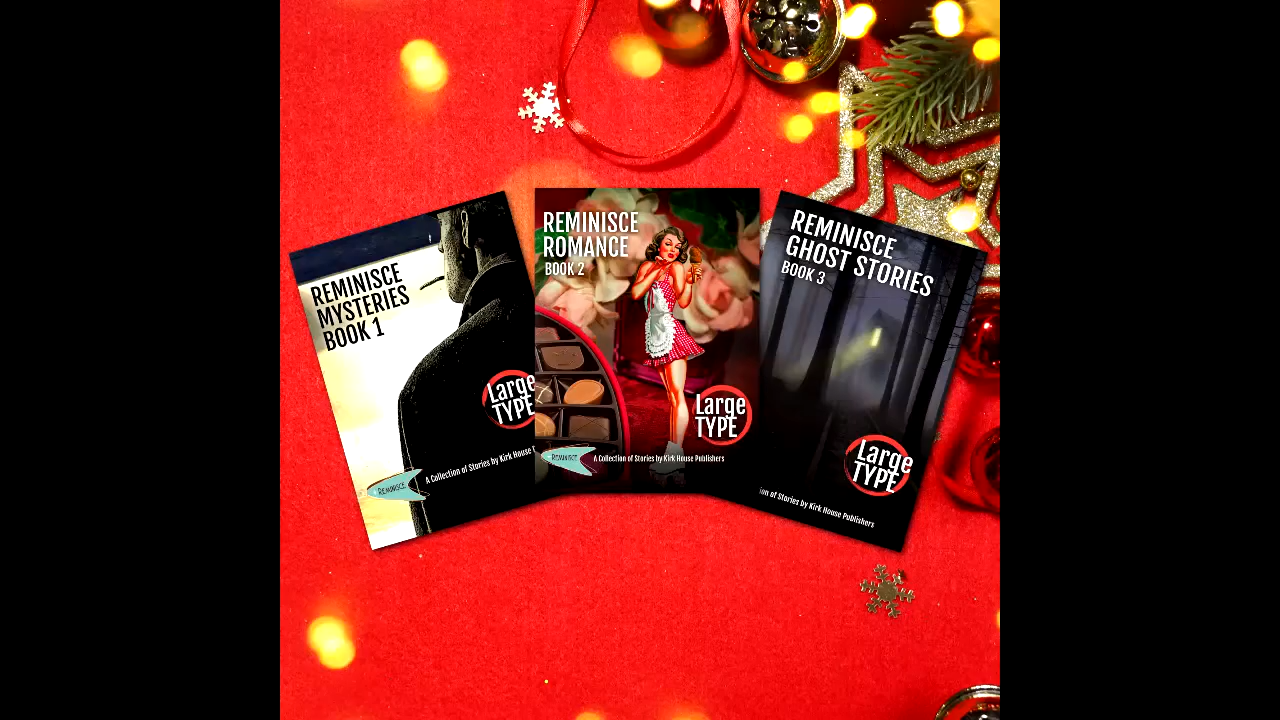 REMINISCE
MYSTERIES
BOOK 1
Large
TYPE
REMINISCE
A Collection of Stories by Kirk House
REMINISCE
ROMANCE
BOOK 2
Large
TYPE
REMINISCE
A Collection of Stories by Kirk House Publishers
REMINISCE
GHOST STORIES
BOOK 3
Large
TYPE
of Stories by Kirk House Publishers